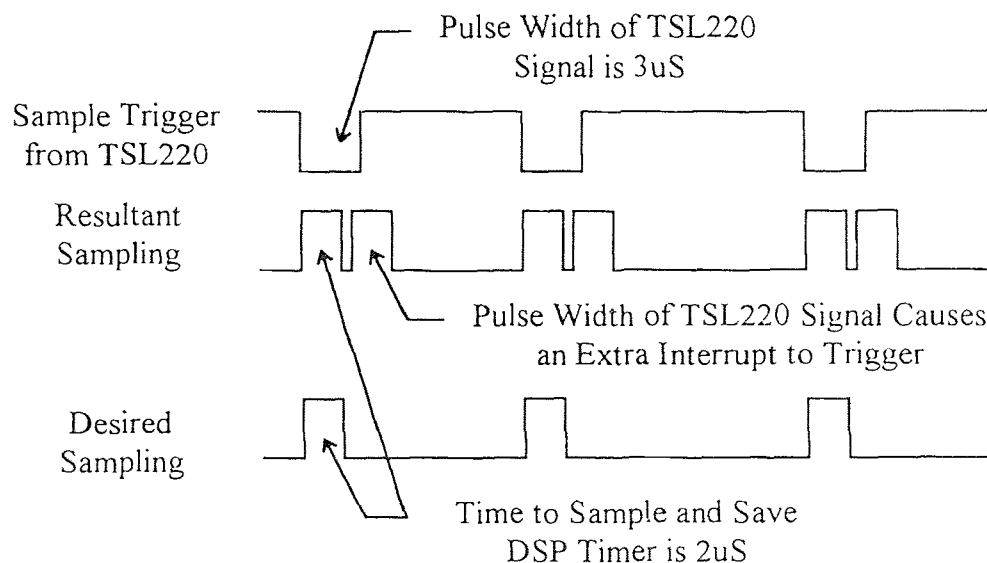 Pulse Width of TSL220
Signal is 3uS
Sample Trigger
from TSL220
Resultant
Sampling
Pulse Width of TSL220 Signal Causes
an Extra Interrupt to Trigger
Desired
Sampling
Time to Sample and Save
DSP Timer is 2uS